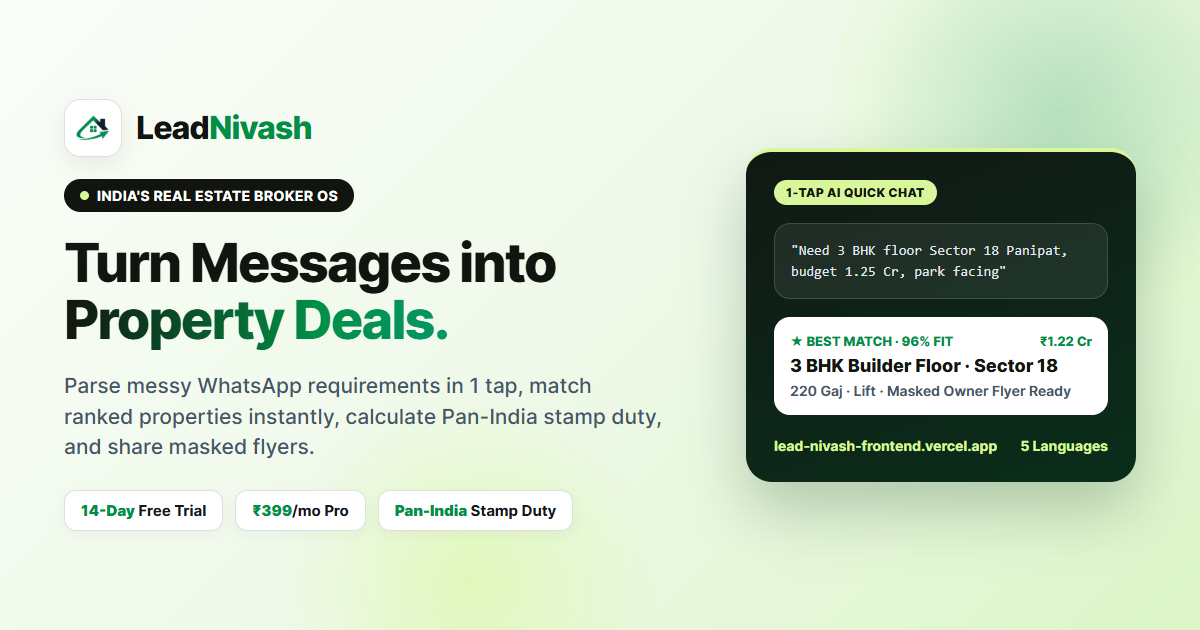 LeadNivash
INDIA'S REAL ESTATE BROKER OS
Turn Messages into
Property Deals.
Parse messy WhatsApp requirements in 1 tap, match
ranked properties instantly, calculate Pan-India stamp duty,
and share masked flyers.
14-Day Free Trial
₹399/mo Pro
Pan-India Stamp Duty
1-TAP AI QUICK CHAT
"Need 3 BHK floor Sector 18 Panipat,
budget 1.25 Cr, park facing"
★ BEST MATCH · 96% FIT
₹1.22 Cr
3 BHK Builder Floor · Sector 18
220 Gaj · Lift · Masked Owner Flyer Ready
lead-nivash-frontend.vercel.app
5 Languages